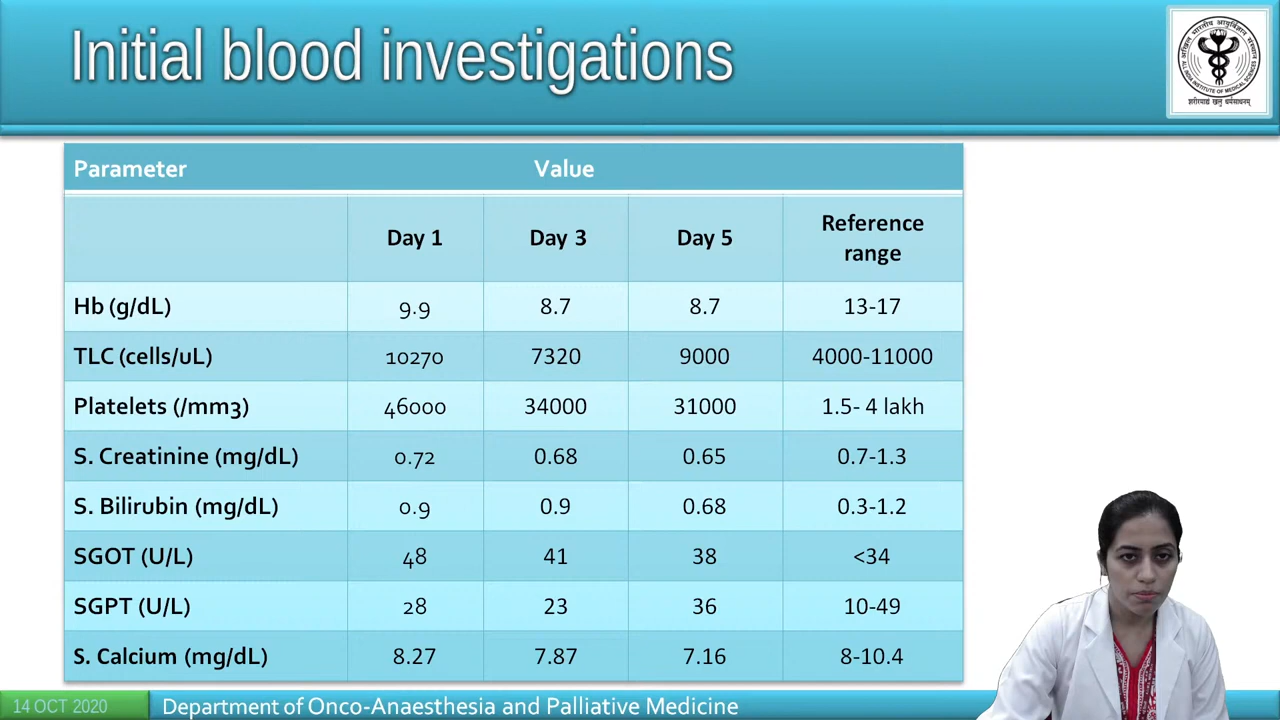 Initial blood investigations
Parameter Value
Day 1 Day 3 Day 5 Reference range
Hb (g/dL) 9.9 8.7 8.7 13-17
TLC (cells/uL) 10270 7320 9000 4000-11000
Platelets (/mm3) 46000 34000 31000 1.5- 4 lakh
S. Creatinine (mg/dL) 0.72 0.68 0.65 0.7-1.3
S. Bilirubin (mg/dL) 0.9 0.9 0.68 0.3-1.2
SGOT (U/L) 48 41 38 <34
SGPT (U/L) 28 23 36 10-49
S. Calcium (mg/dL) 8.27 7.87 7.16 8-10.4
14 OCT 2020 Department of Onco-Anaesthesia and Palliative Medicine